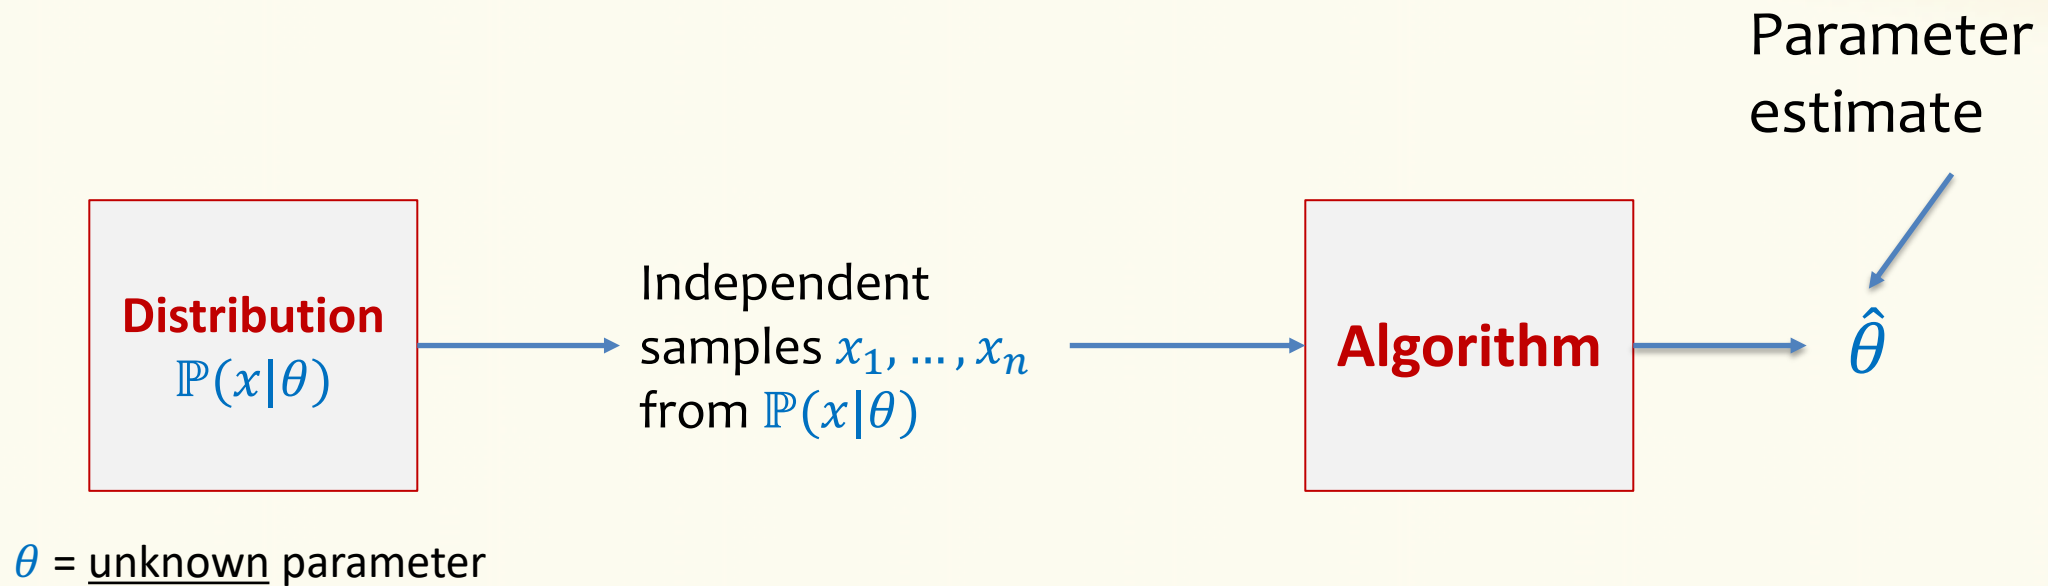 Parameter
estimate
Distribution
ℙ(x|θ)
Independent
samples x₁, … , xₙ
from ℙ(x|θ)
Algorithm
θ̂
θ = unknown parameter